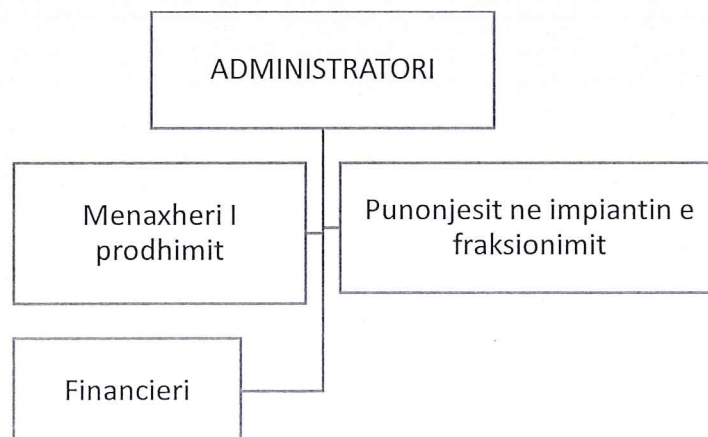 ADMINISTRATORI
Menaxheri I
prodhimit
Punonjesit ne impiantin e
fraksionimit
Financieri